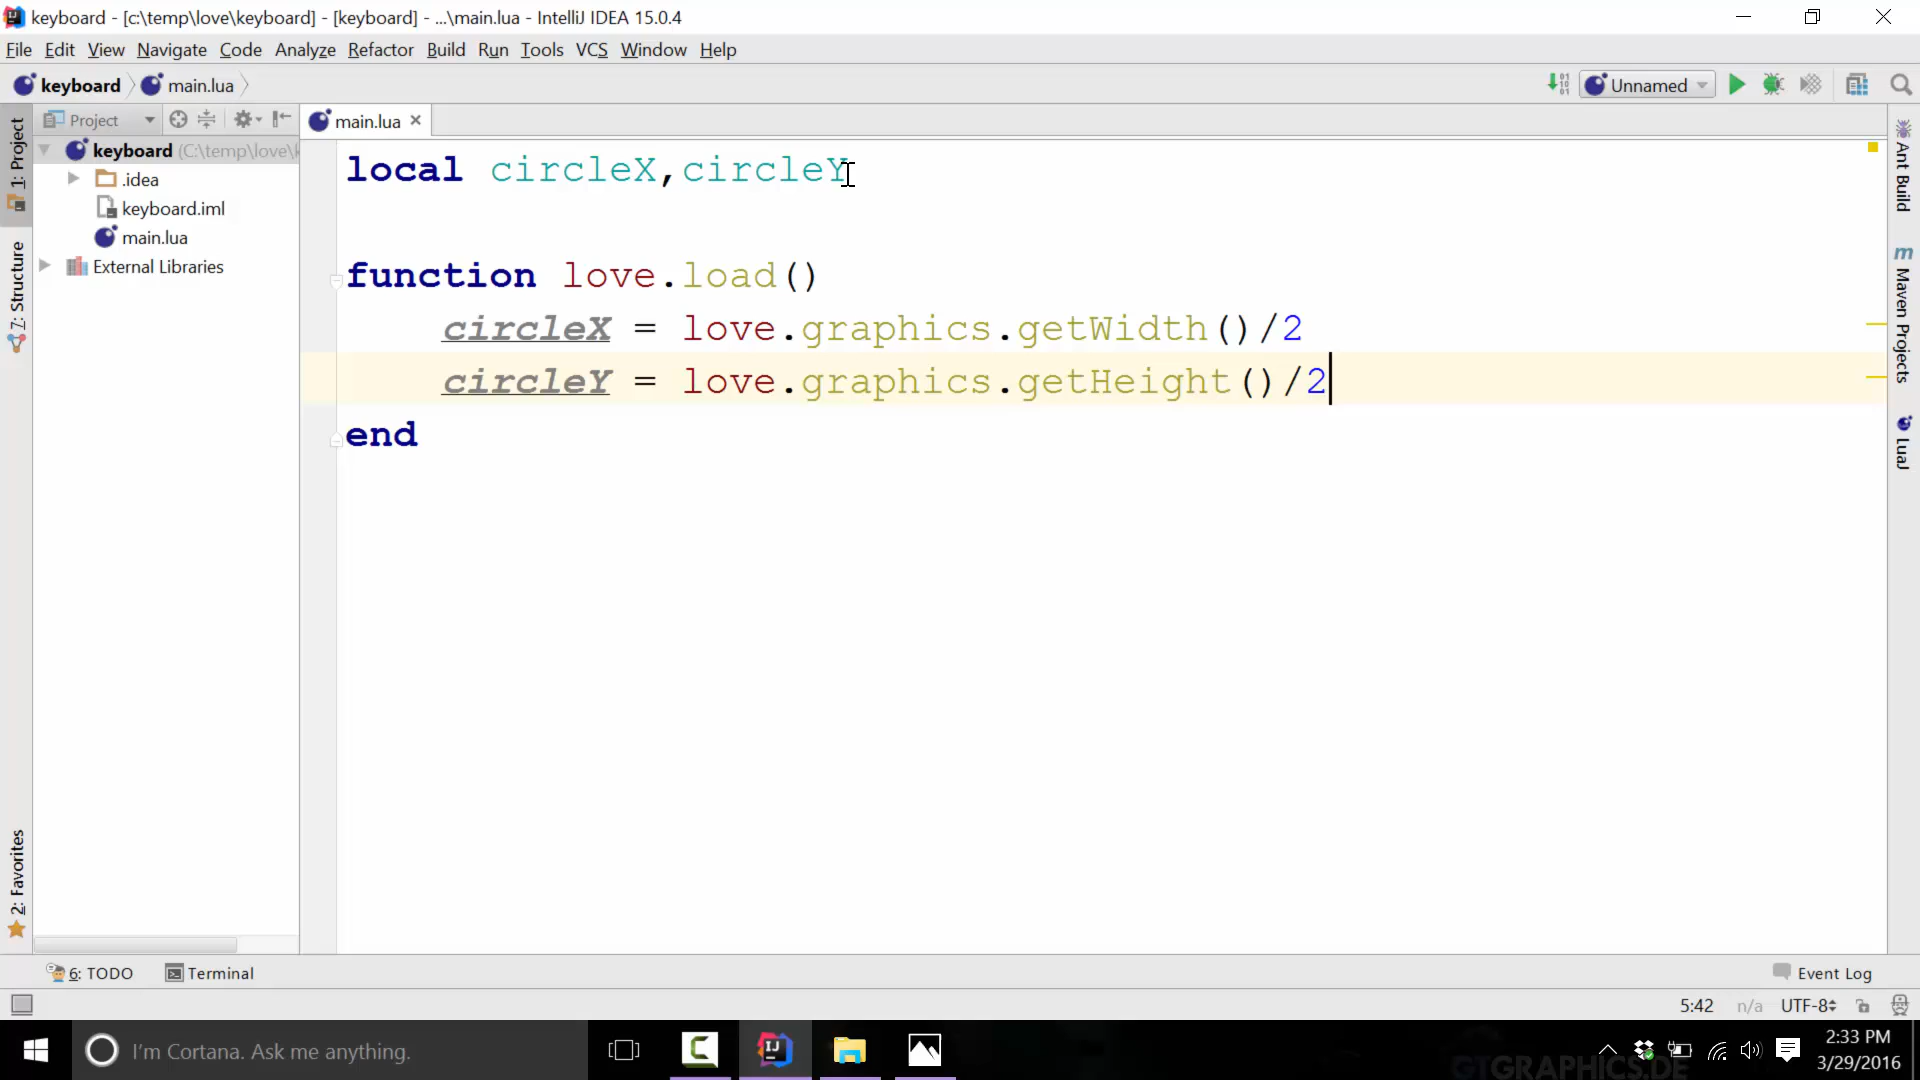 keyboard - [c:\temp\love\keyboard] - [keyboard] - ...\main.lua - IntelliJ IDEA 15.0.4
File Edit View Navigate Code Analyze Refactor Build Run Tools VCS Window Help
keyboard main.lua
Unnamed
Project
main.lua
1: Project
7: Structure
2: Favorites
keyboard (C:\temp\love\k
.idea
keyboard.iml
main.lua
External Libraries
local circleX,circleY
function love.load()
circleX = love.graphics.getWidth()/2
circleY = love.graphics.getHeight()/2
end
Ant Build
Maven Projects
LuaJ
6: TODO Terminal
Event Log
5:42 n/a UTF-8
I'm Cortana. Ask me anything.
GTGRAPHICS.DE
2:33 PM
3/29/2016